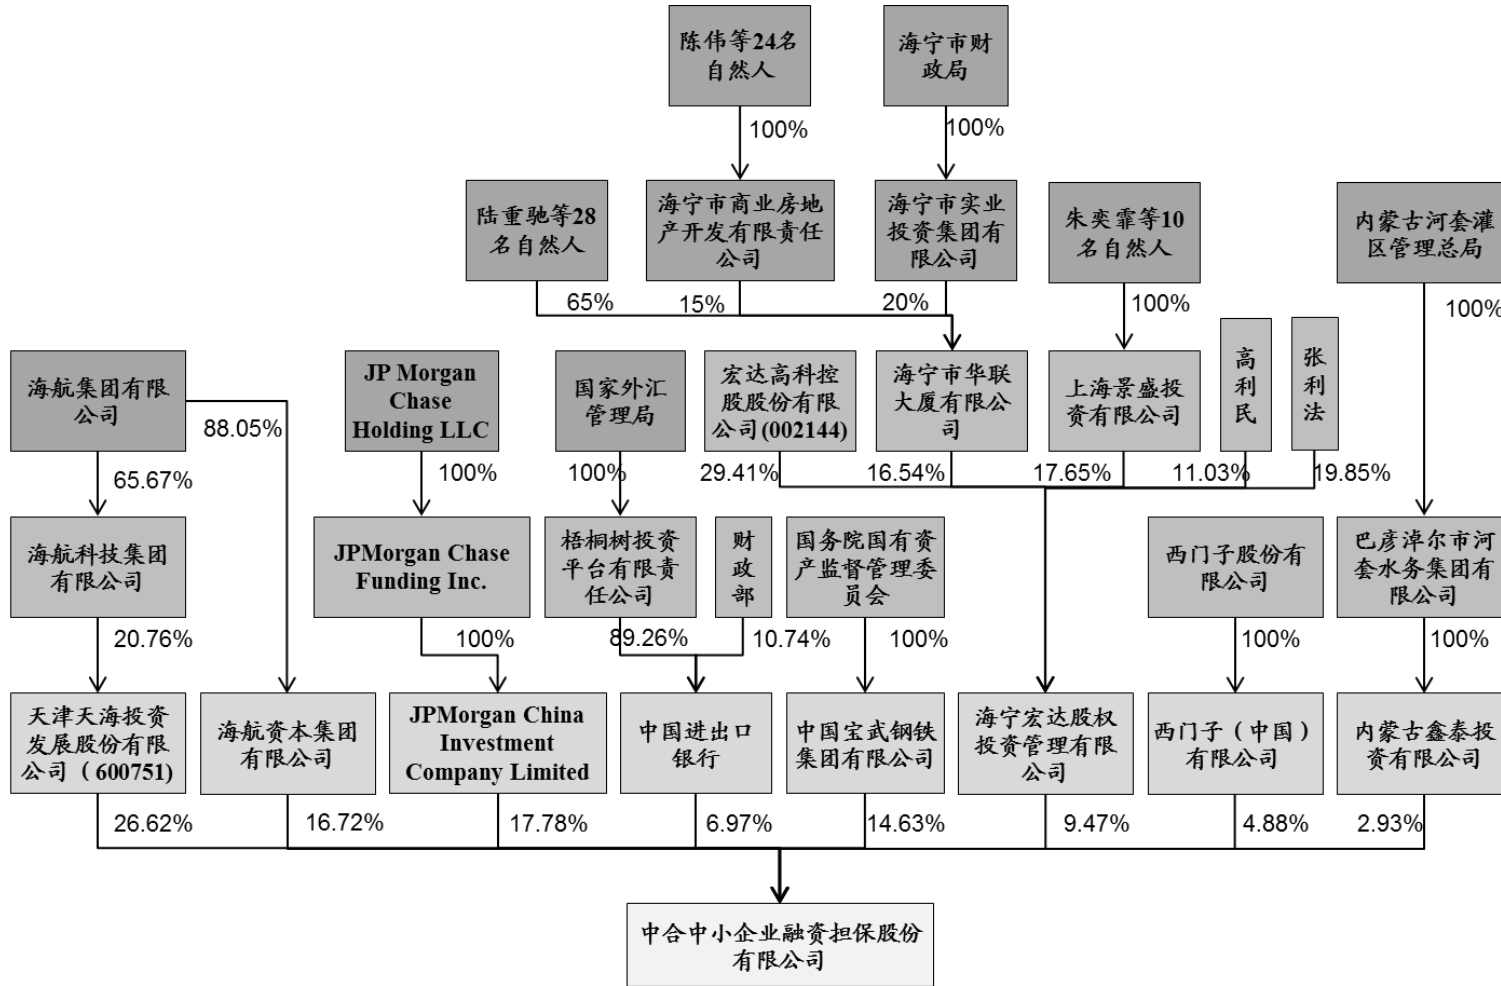 陈伟等24名
自然人
海宁市财
政局
100%
100%
陆重驰等28
名自然人
海宁市商业房地
产开发有限责任
公司
海宁市实业
投资集团有
限公司
朱奕霏等10
名自然人
内蒙古河套灌
区管理总局
65%
15%
20%
100%
100%
海航集团有限
公司
JP Morgan
Chase
Holding LLC
国家外汇
管理局
宏达高科控
股股份有限
公司(002144)
海宁市华联
大厦有限公
司
上海景盛投
资有限公司
高利民
张利法
88.05%
65.67%
100%
100%
29.41%
16.54%
17.65%
11.03%
19.85%
海航科技集团
有限公司
JPMorgan Chase
Funding Inc.
梧桐树投资
平台有限责
任公司
财政部
国务院国有资
产监督管理委
员会
西门子股份有
限公司
巴彦淖尔市河
套水务集团有
限公司
20.76%
100%
89.26%
10.74%
100%
100%
100%
天津天海投资
发展股份有限
公司（600751)
海航资本集团
有限公司
JPMorgan China
Investment
Company Limited
中国进出口
银行
中国宝武钢铁
集团有限公司
海宁宏达股权
投资管理有限
公司
西门子（中国）
有限公司
内蒙古鑫泰投
资有限公司
26.62%
16.72%
17.78%
6.97%
14.63%
9.47%
4.88%
2.93%
中合中小企业融资担保股份
有限公司